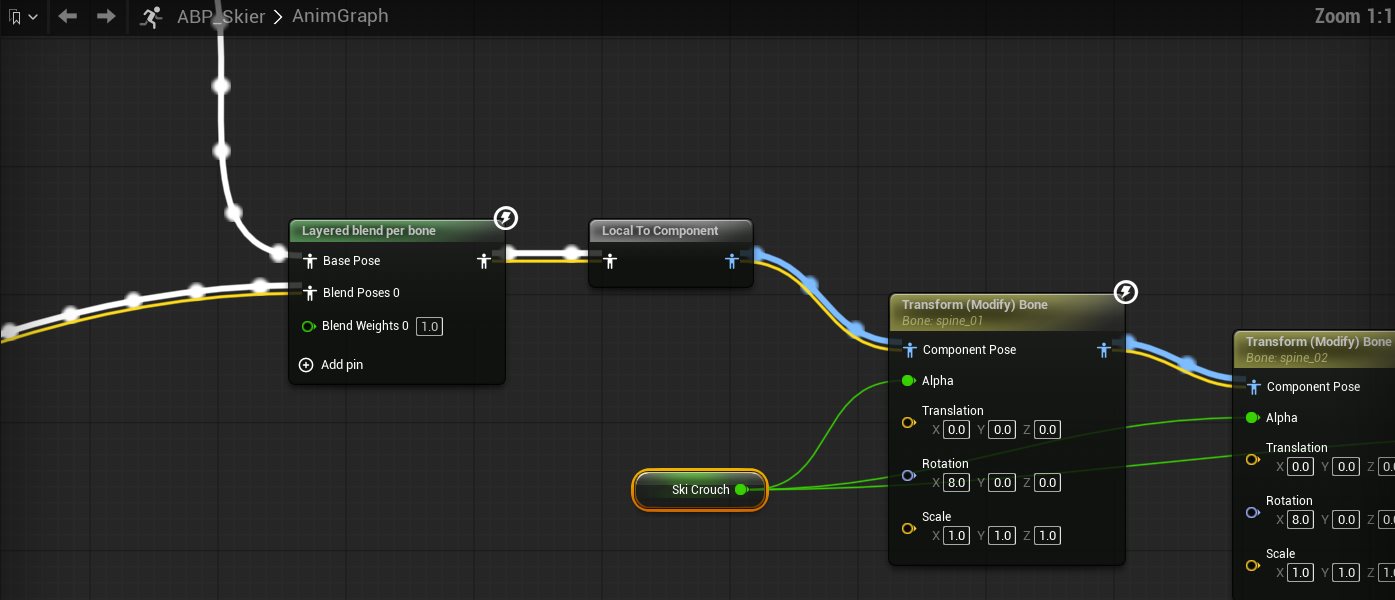 ABP_Skier > AnimGraph
Zoom 1:1
Layered blend per bone
Base Pose
Blend Poses 0
Blend Weights 0 1.0
Add pin
Local To Component
Ski Crouch
Transform (Modify) Bone
Bone: spine_01
Component Pose
Alpha
Translation
X 0.0 Y 0.0 Z 0.0
Rotation
X 8.0 Y 0.0 Z 0.0
Scale
X 1.0 Y 1.0 Z 1.0
Transform (Modify) Bone
Bone: spine_02
Component Pose
Alpha
Translation
X 0.0 Y 0.0 Z 0.
Rotation
X 8.0 Y 0.0 Z 0.
Scale
X 1.0 Y 1.0 Z 1.